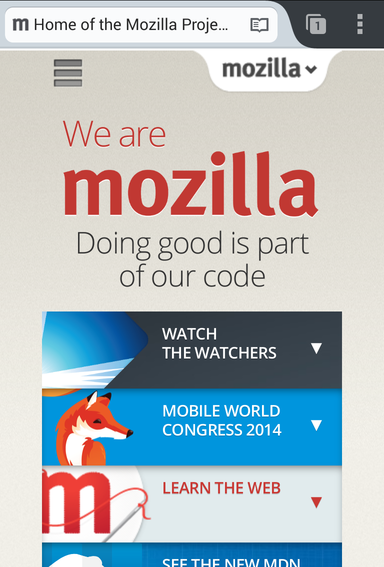 m Home of the Mozilla Proje...
1
mozilla
We are
mozilla
Doing good is part
of our code
WATCH
THE WATCHERS
MOBILE WORLD
CONGRESS 2014
m
LEARN THE WEB
SEE THE NEW MDN